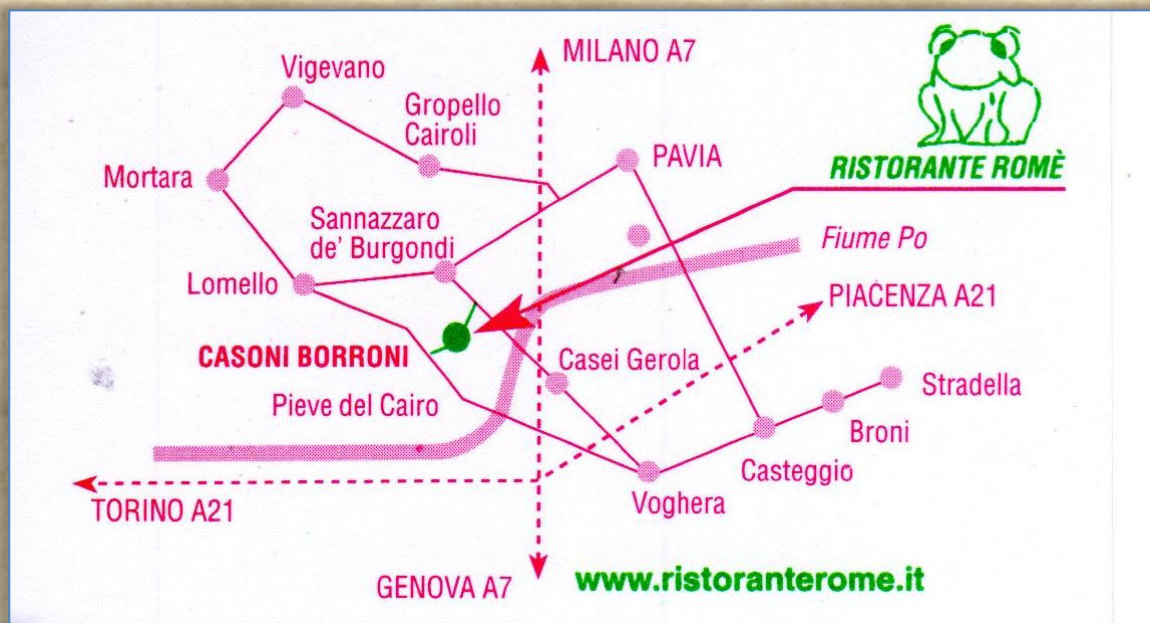 MILANO A7
Vigevano
Gropello
Cairoli
PAVIA
RISTORANTE ROMÈ
Mortara
Sannazzaro
de' Burgondi
Fiume Po
Lomello
PIACENZA A21
CASONI BORRONI
Casei Gerola
Pieve del Cairo
Stradella
Broni
Casteggio
Voghera
TORINO A21
GENOVA A7
www.ristoranterome.it